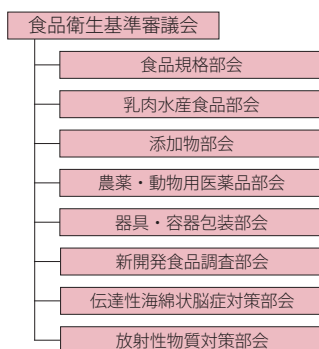 食品衛生基準審議会
食品規格部会
乳肉水産食品部会
添加物部会
農薬・動物用医薬品部会
器具・容器包装部会
新開発食品調査部会
伝達性海綿状脳症対策部会
放射性物質対策部会